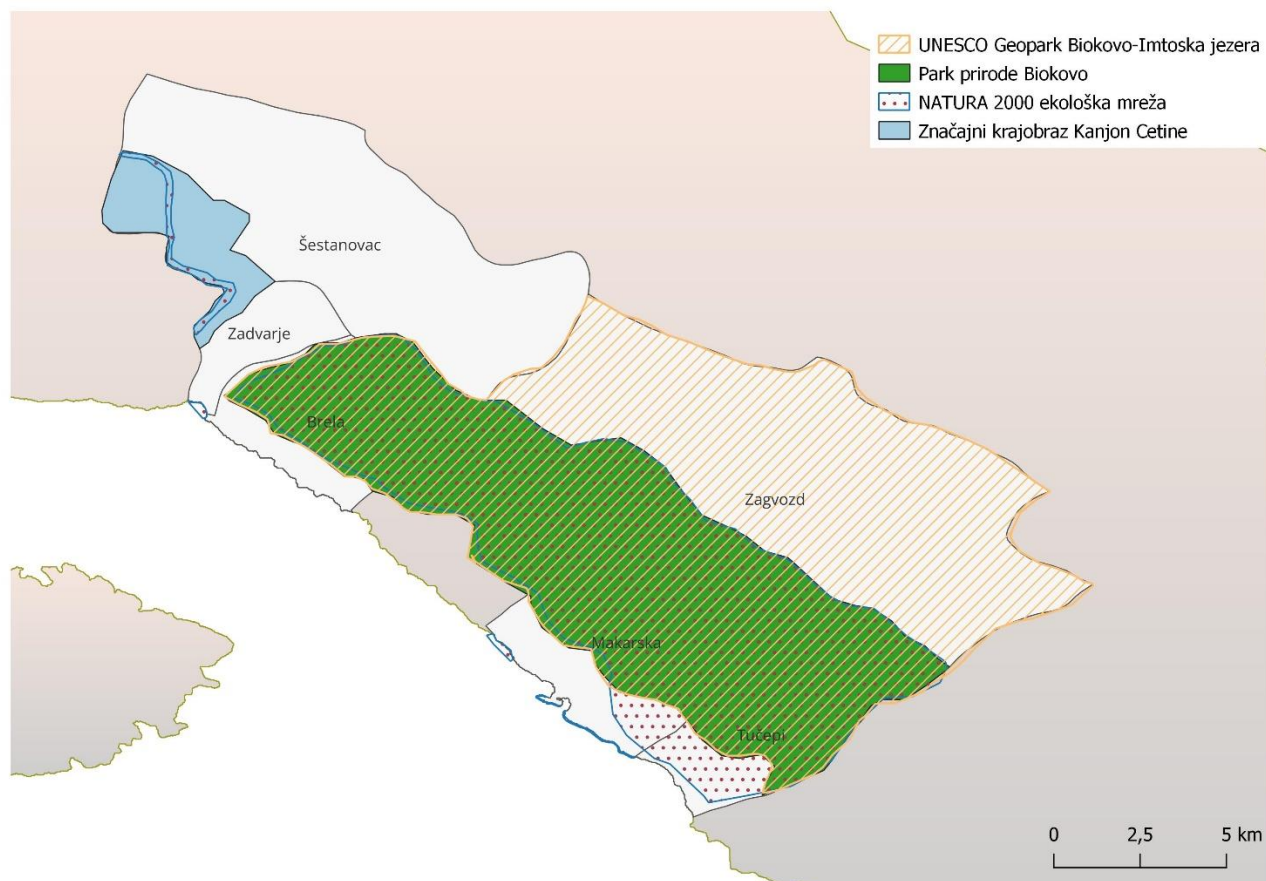 UNESCO Geopark Biokovo-Imtoska jezera
Park prirode Biokovo
NATURA 2000 ekološka mreža
Značajni krajobraz Kanjon Cetine
Šestanovac
Zadvarje
Brela
Zagvozd
Makarska
Tučepi
0 2,5 5 km